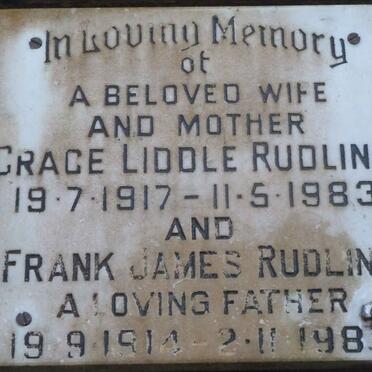 In Loving Memory
of
A BELOVED WIFE
AND MOTHER
GRACE LIDDLE RUDLIN
19·7·1917–11·5·1983
AND
FRANK JAMES RUDLIN
A LOVING FATHER
19·9·1914–2·11·198